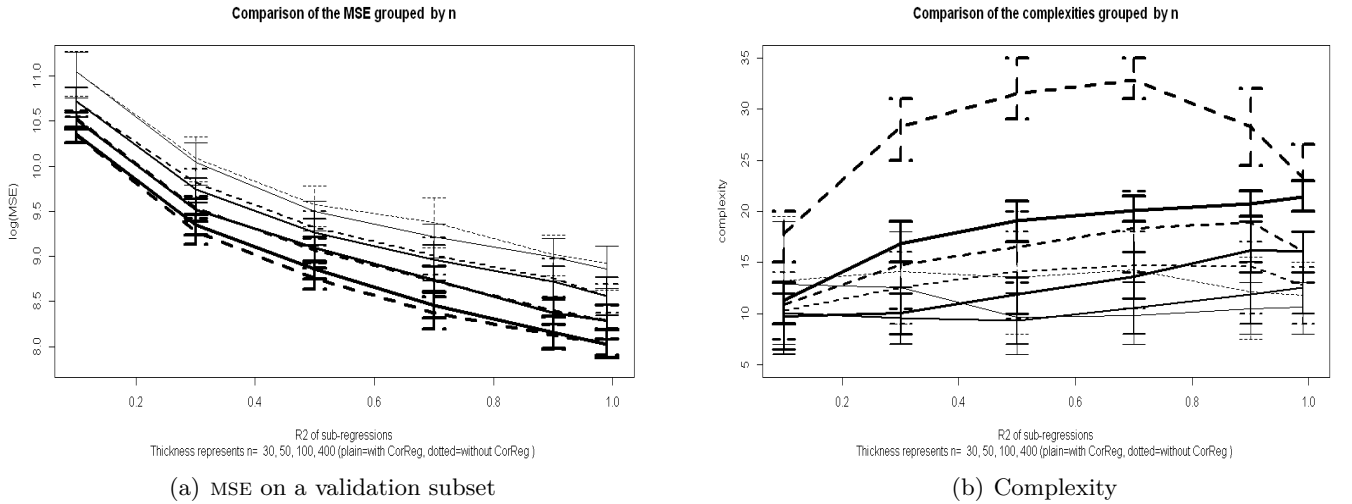 Comparison of the MSE grouped by n
log(MSE)
11.0
10.5
10.0
9.5
9.0
8.5
8.0
0.2
0.4
0.6
0.8
1.0
R2 of sub-regressions
Thickness represents n= 30, 50, 100, 400 (plain=with CorReg, dotted=without CorReg )
(a) MSE on a validation subset
Comparison of the complexities grouped by n
complexity
35
30
25
20
15
10
5
0.2
0.4
0.6
0.8
1.0
R2 of sub-regressions
Thickness represents n= 30, 50, 100, 400 (plain=with CorReg, dotted=without CorReg )
(b) Complexity